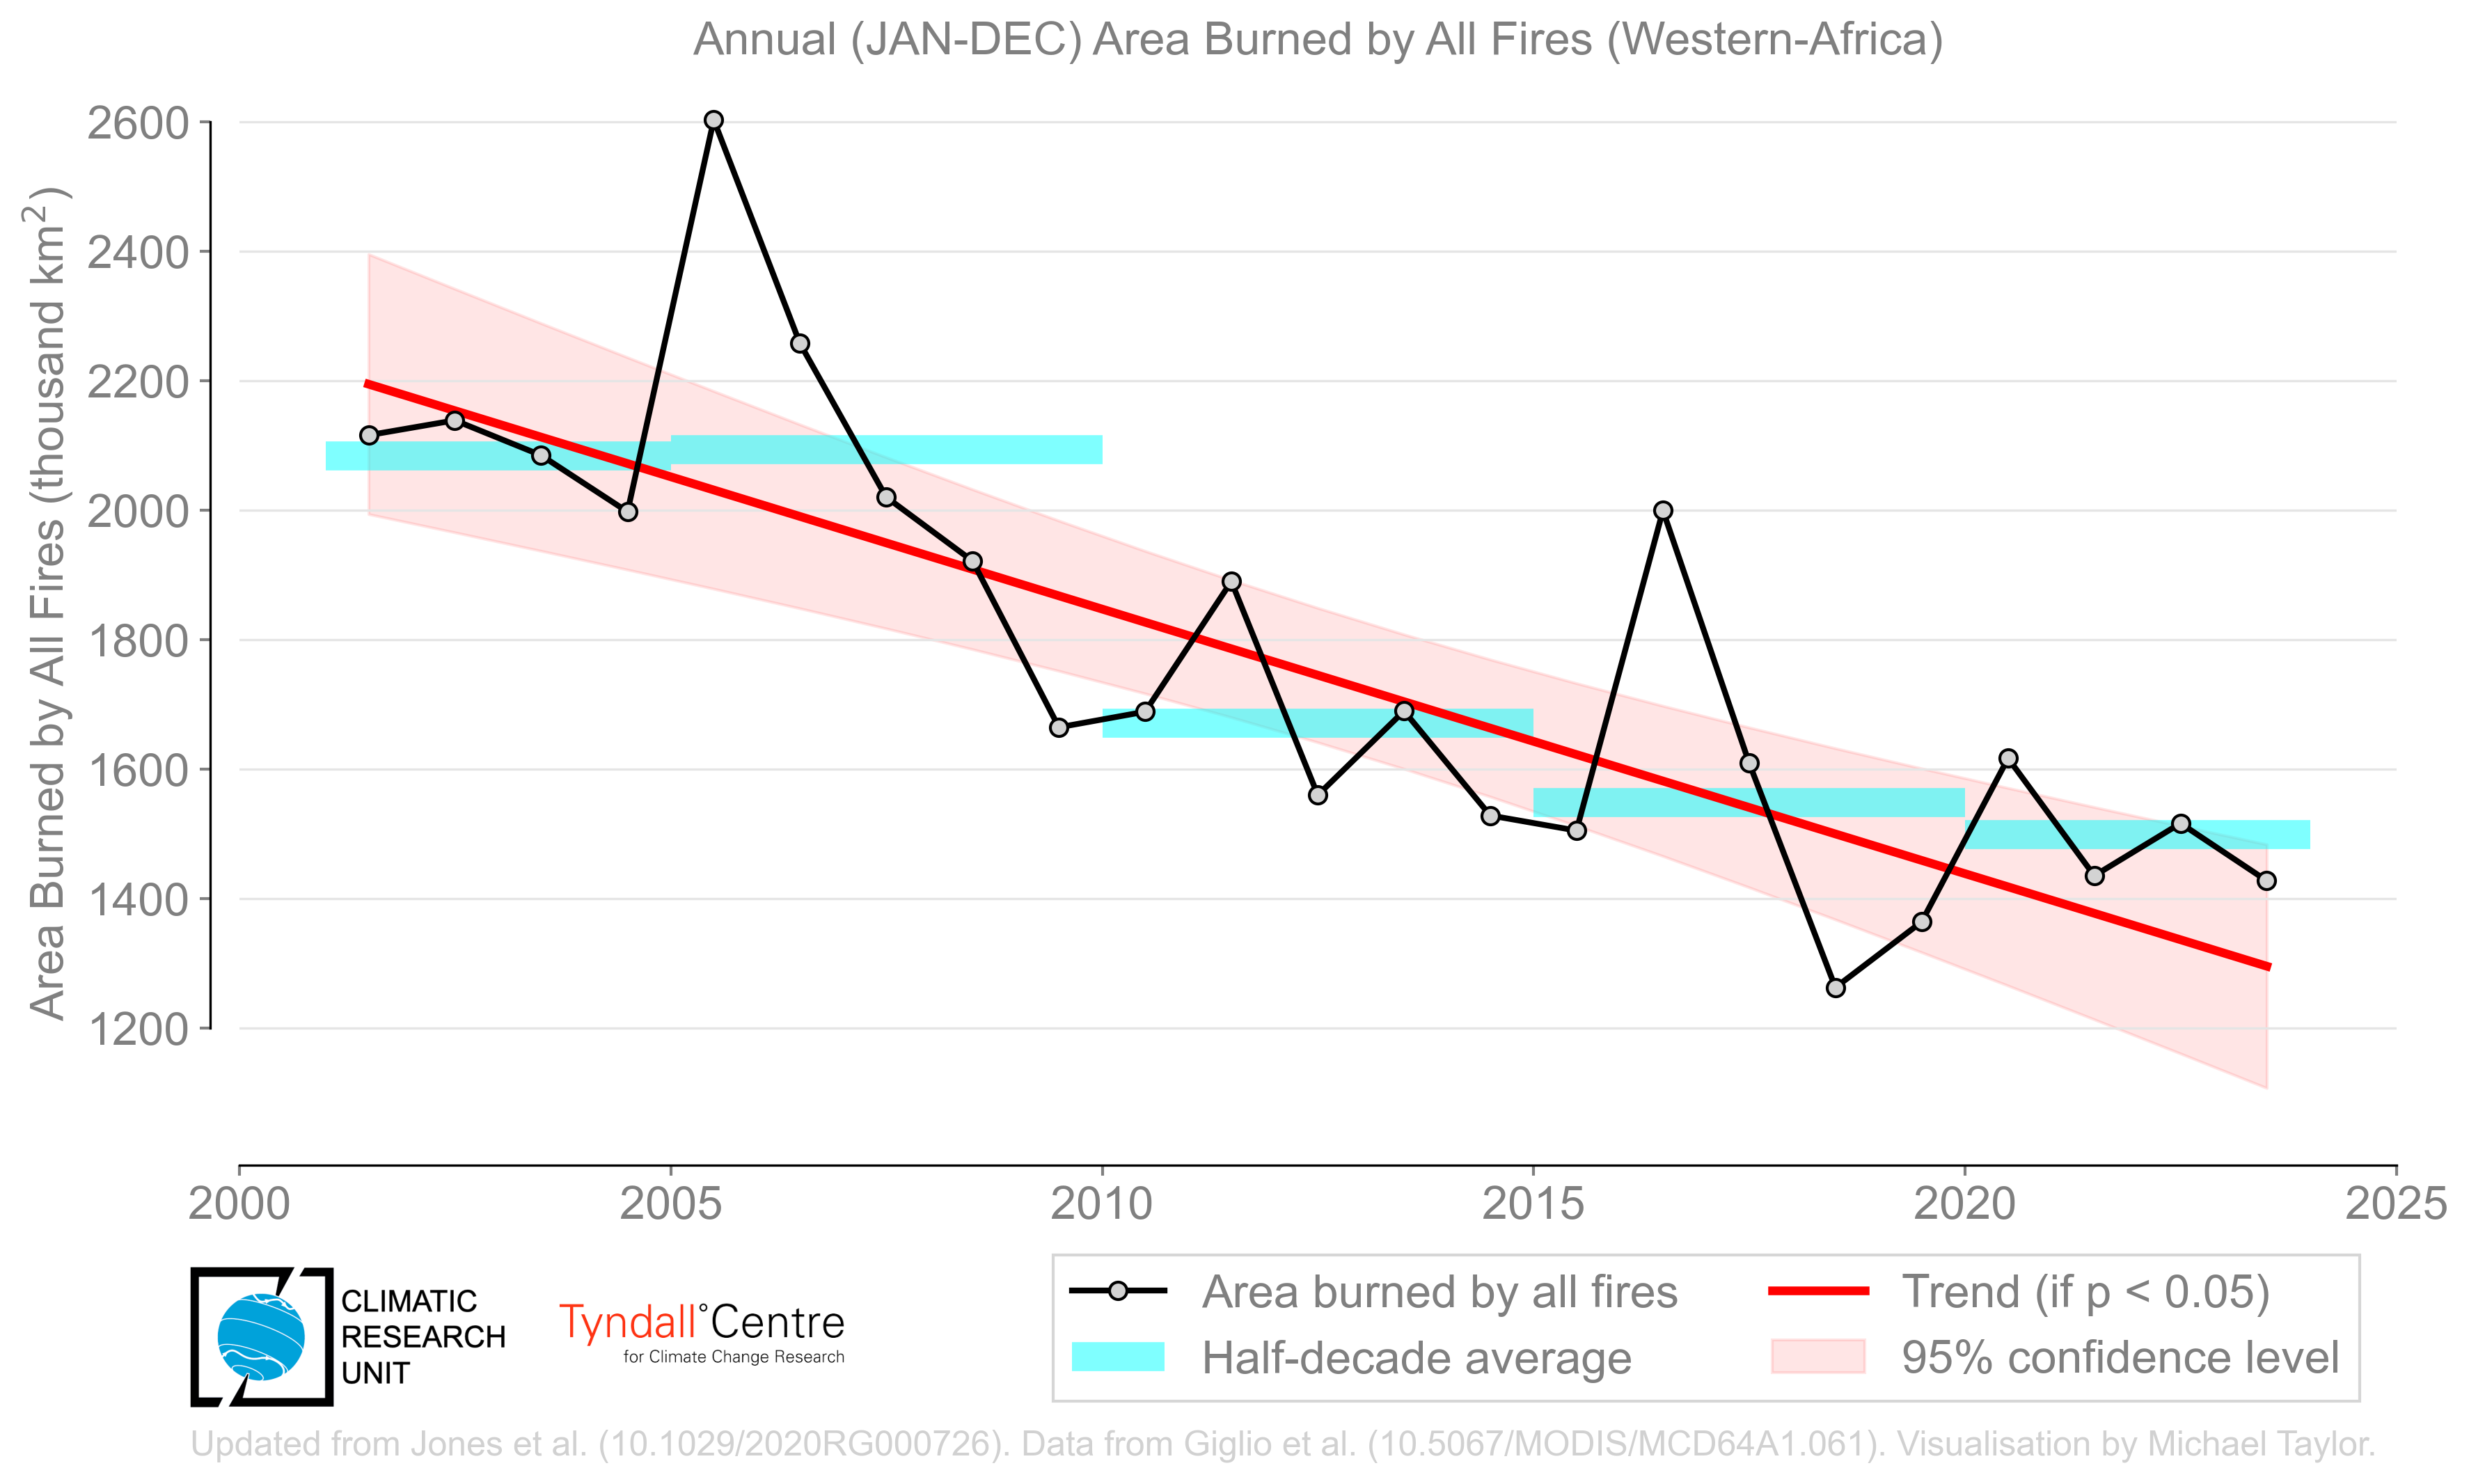 Annual (JAN-DEC) Area Burned by All Fires (Western-Africa)
Area Burned by All Fires (thousand km²)
2600
2400
2200
2000
1800
1600
1400
1200
2000 2005 2010 2015 2020 2025
CLIMATIC
RESEARCH
UNIT
Tyndall°Centre
for Climate Change Research
Area burned by all fires
Half-decade average
Trend (if p < 0.05)
95% confidence level
Updated from Jones et al. (10.1029/2020RG000726). Data from Giglio et al. (10.5067/MODIS/MCD64A1.061). Visualisation by Michael Taylor.